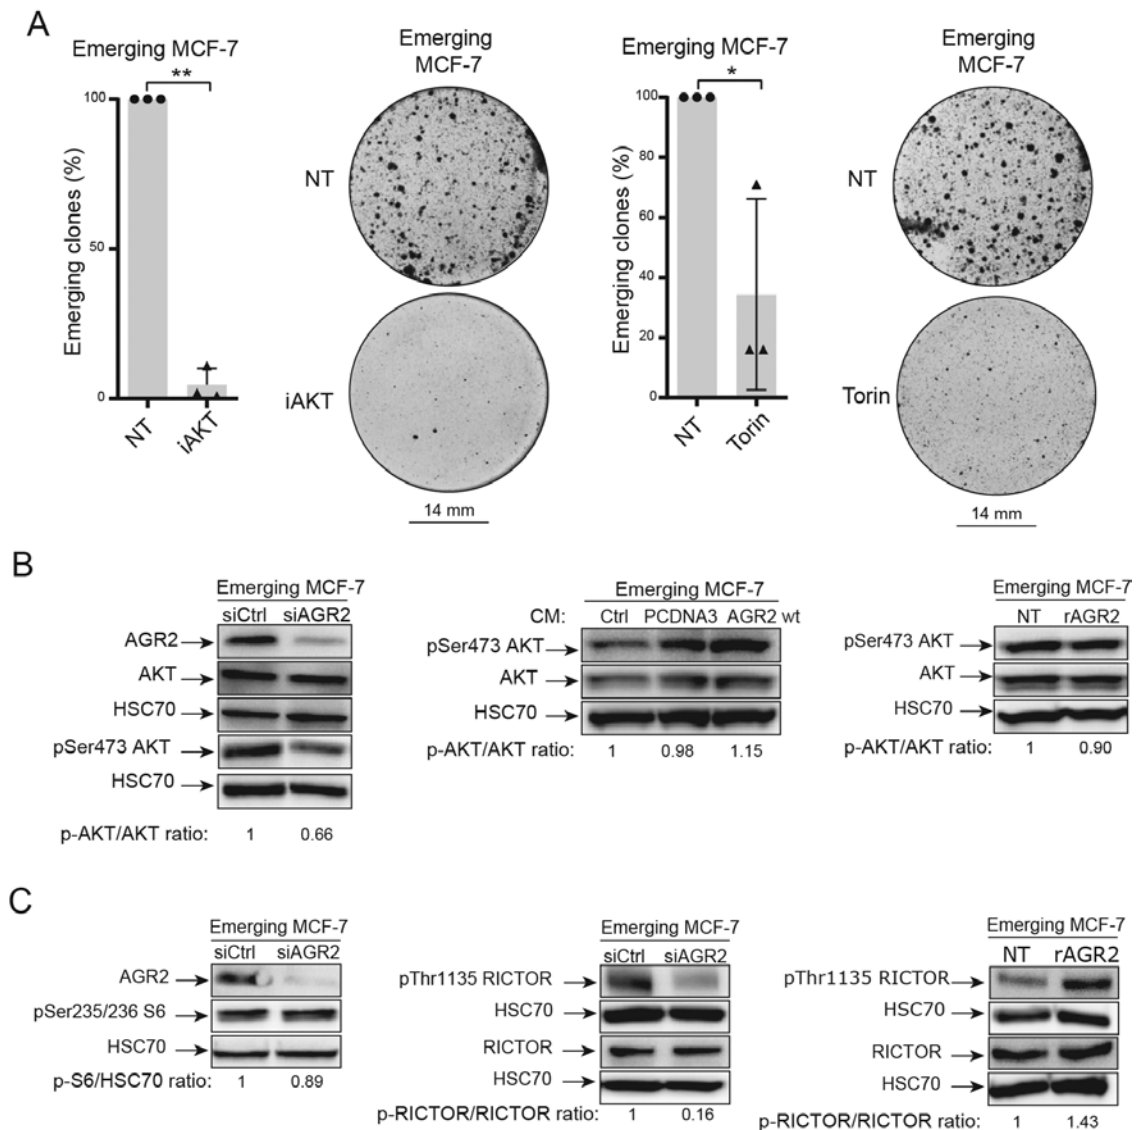 A
Emerging MCF-7
**
100
50
0
Emerging clones (%)
NT
iAKT
Emerging
MCF-7
NT
iAKT
14 mm
Emerging MCF-7
*
100
80
60
40
20
0
Emerging clones (%)
NT
Torin
Emerging
MCF-7
NT
Torin
14 mm
B
Emerging MCF-7
siCtrl siAGR2
AGR2
AKT
HSC70
pSer473 AKT
HSC70
p-AKT/AKT ratio: 1 0.66
Emerging MCF-7
CM: Ctrl PCDNA3 AGR2 wt
pSer473 AKT
AKT
HSC70
p-AKT/AKT ratio: 1 0.98 1.15
Emerging MCF-7
NT rAGR2
pSer473 AKT
AKT
HSC70
p-AKT/AKT ratio: 1 0.90
C
Emerging MCF-7
siCtrl siAGR2
AGR2
pSer235/236 S6
HSC70
p-S6/HSC70 ratio: 1 0.89
Emerging MCF-7
siCtrl siAGR2
pThr1135 RICTOR
HSC70
RICTOR
HSC70
p-RICTOR/RICTOR ratio: 1 0.16
Emerging MCF-7
NT rAGR2
pThr1135 RICTOR
HSC70
RICTOR
HSC70
p-RICTOR/RICTOR ratio: 1 1.43